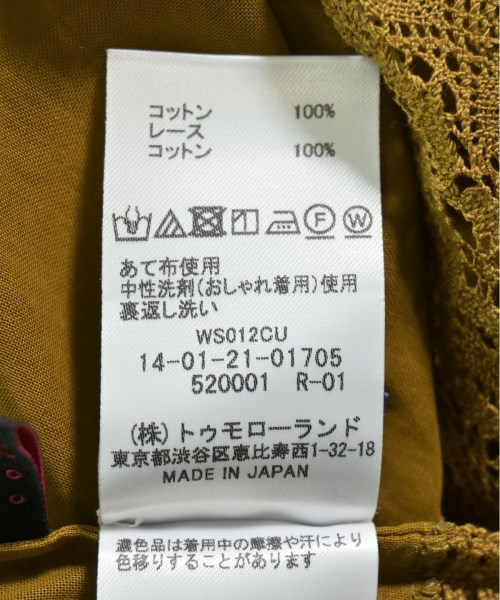 コットン 100%
レース
コットン 100%
F W
あて布使用
中性洗剤(おしゃれ着用)使用
裏返し洗い
WS012CU
14-01-21-01705
520001 R-01
(株)トゥモローランド
東京都渋谷区恵比寿西1-32-18
MADE IN JAPAN
濃色品は着用中の摩擦や汗により
色移りすることがあります